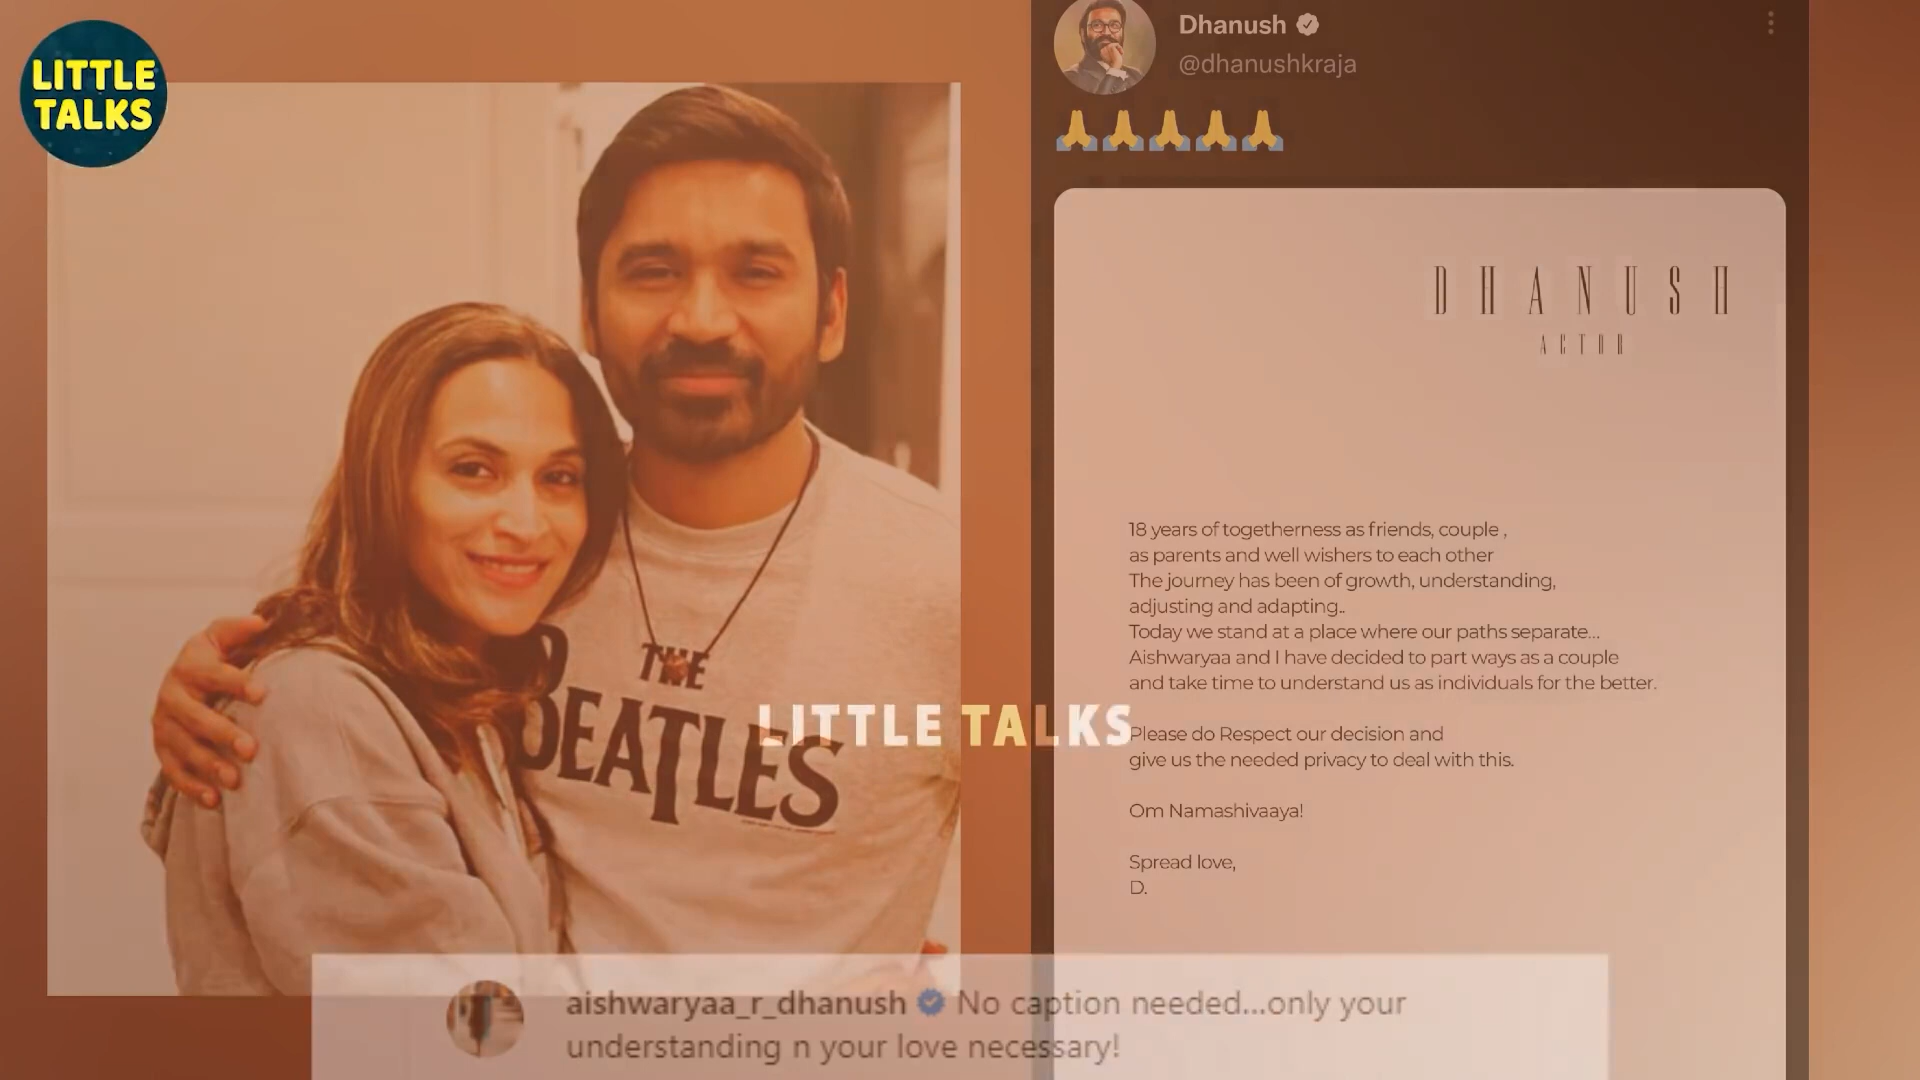 LITTLE
TALKS
Dhanush
@dhanushkraja
🙏🙏🙏🙏🙏
DHANUSH
ACTOR
18 years of togetherness as friends, couple ,
as parents and well wishers to each other
The journey has been of growth, understanding,
adjusting and adapting..
Today we stand at a place where our paths separate...
Aishwaryaa and I have decided to part ways as a couple
and take time to understand us as individuals for the better.
Please do Respect our decision and
give us the needed privacy to deal with this.
Om Namashivaaya!
Spread love,
D.
THE
BEATLES
LITTLE TALKS
aishwaryaa_r_dhanush No caption needed...only your
understanding n your love necessary!